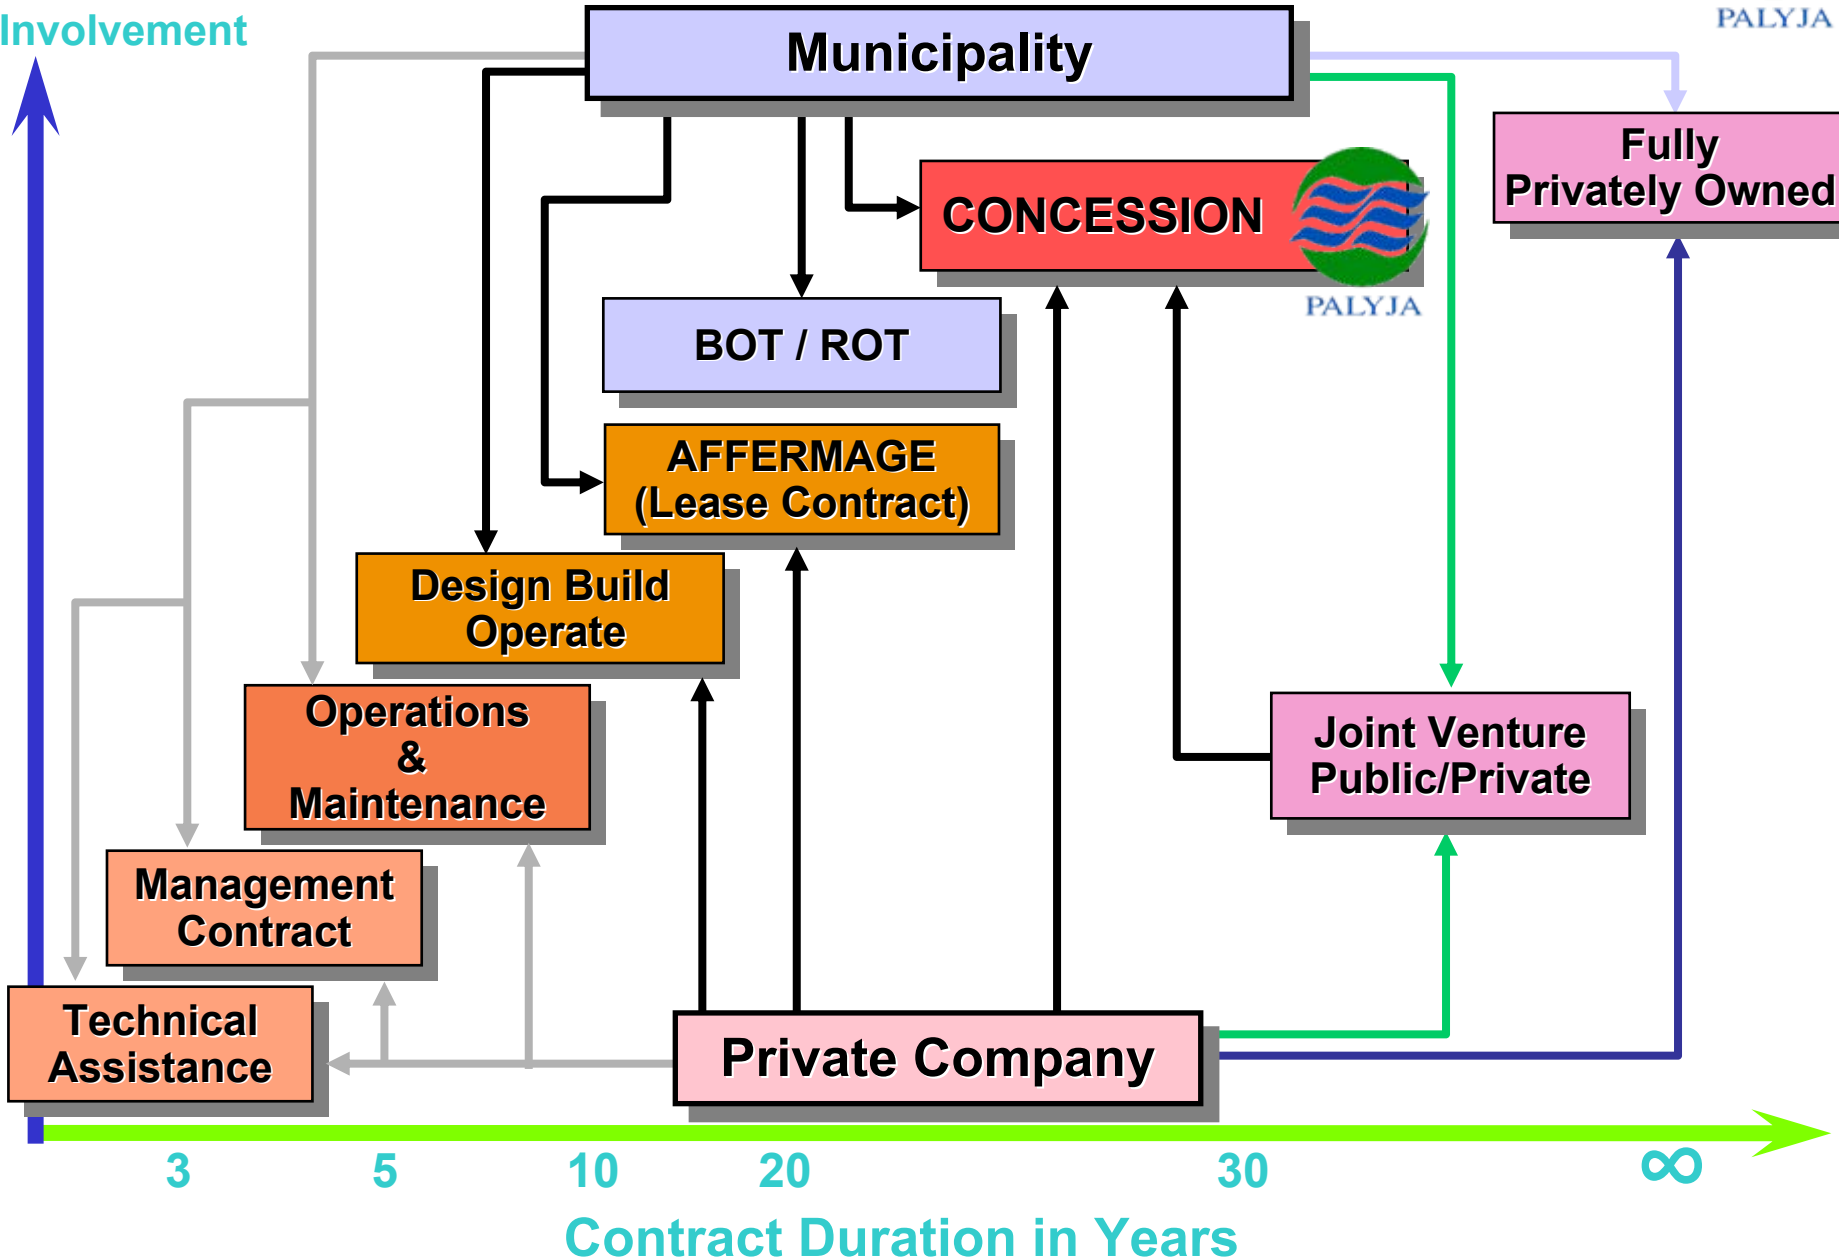 Involvement
Municipality
PALYJA
Fully
Privately Owned
CONCESSION
PALYJA
BOT / ROT
AFFERMAGE
(Lease Contract)
Design Build
Operate
Operations
&
Maintenance
Joint Venture
Public/Private
Management
Contract
Technical
Assistance
Private Company
3 5 10 20 30 ∞
Contract Duration in Years